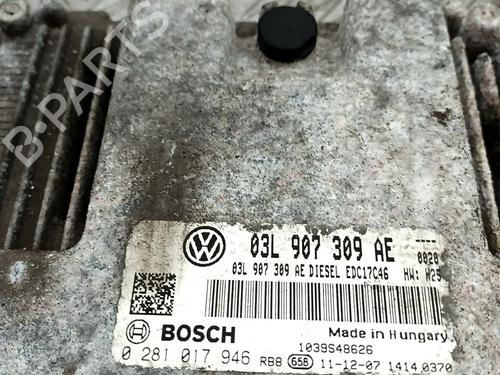 B-PARTS
03L 907 309 AE
----
0020
03L 907 309 AE DIESEL EDC17C46 HW: H25
BOSCH
Made in Hungary
1039S48626
0 281 017 946 RB8 65B 11-12-07 1414 0370